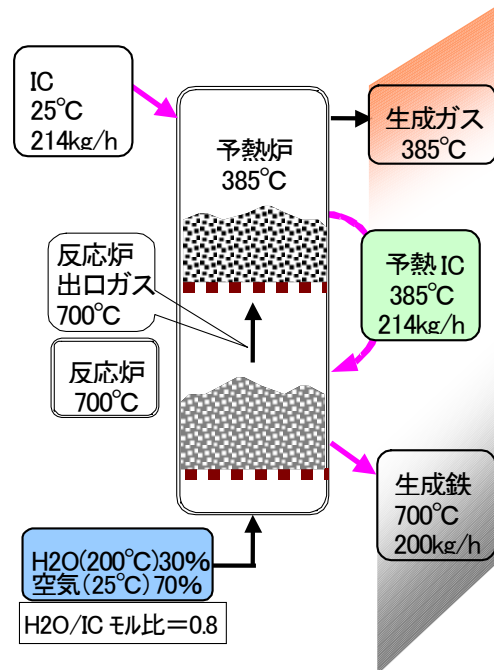 IC
25℃
214kg/h
予熱炉
385℃
生成ガス
385℃
反応炉
出口ガス
700℃
予熱IC
385℃
214kg/h
反応炉
700℃
生成鉄
700℃
200kg/h
H2O(200℃)30%
空気(25℃)70%
H2O/IC モル比＝0.8